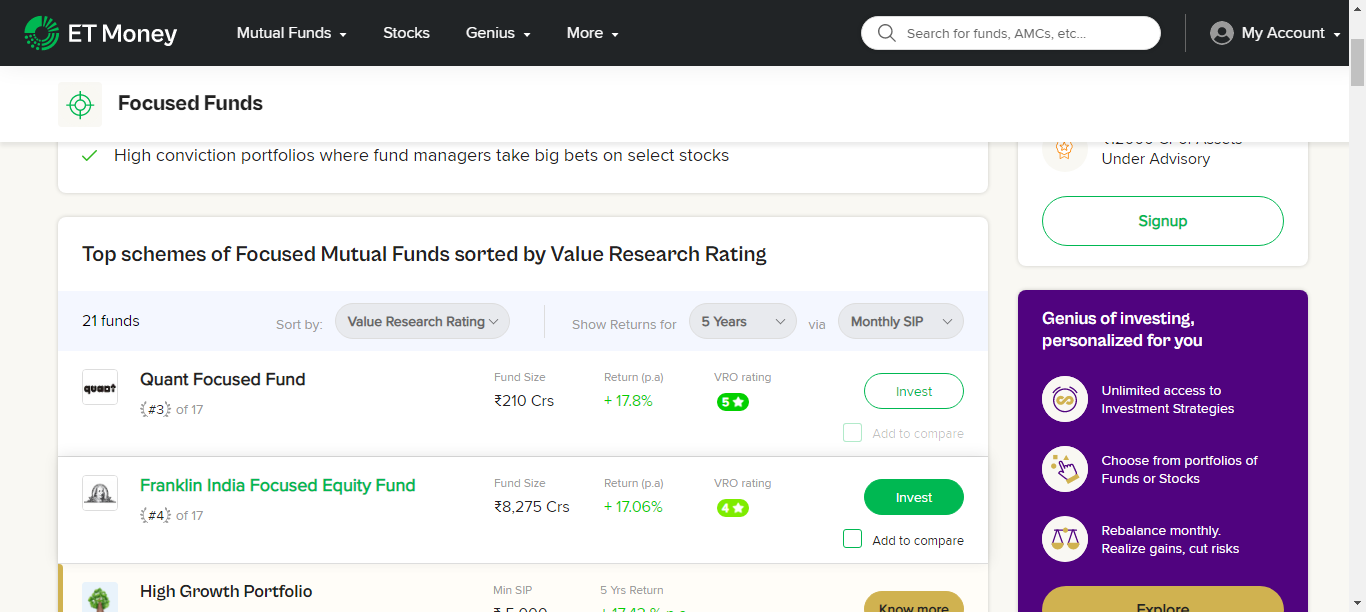 ET Money
Mutual Funds
Stocks
Genius
More
Search for funds, AMCs, etc...
My Account
Focused Funds
High conviction portfolios where fund managers take big bets on select stocks
Under Advisory
Signup
Top schemes of Focused Mutual Funds sorted by Value Research Rating
21 funds
Sort by:
Value Research Rating
Show Returns for
5 Years
via
Monthly SIP
quant
Quant Focused Fund
#3 of 17
Fund Size
₹210 Crs
Return (p.a)
+ 17.8%
VRO rating
5
Invest
Add to compare
Franklin India Focused Equity Fund
#4 of 17
Fund Size
₹8,275 Crs
Return (p.a)
+ 17.06%
VRO rating
4
Invest
Add to compare
High Growth Portfolio
Min SIP
₹ 5,000
5 Yrs Return
Know more
Genius of investing,
personalized for you
Unlimited access to
Investment Strategies
Choose from portfolios of
Funds or Stocks
Rebalance monthly.
Realize gains, cut risks
Explore